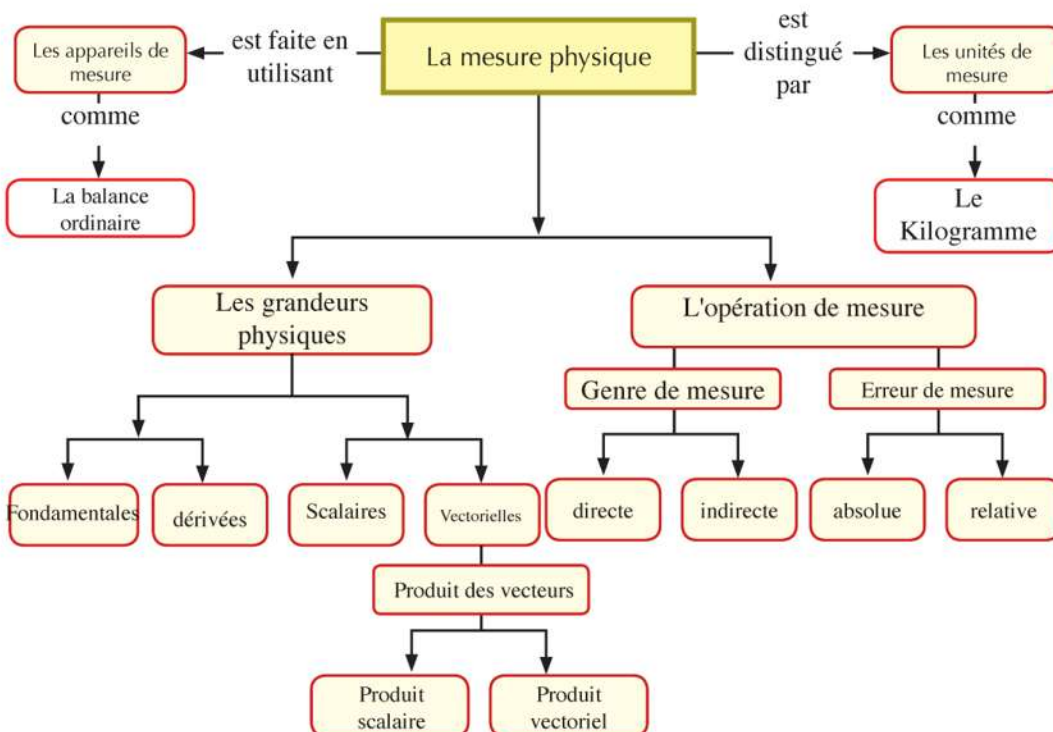 Les appareils de
mesure
est faite en
utilisant
La mesure physique
est
distingué
par
Les unités de
mesure
comme
comme
La balance
ordinaire
Le
Kilogramme
Les grandeurs
physiques
L'opération de mesure
Genre de mesure
Erreur de mesure
Fondamentales
dérivées
Scalaires
Vectorielles
directe
indirecte
absolue
relative
Produit des vecteurs
Produit
scalaire
Produit
vectoriel